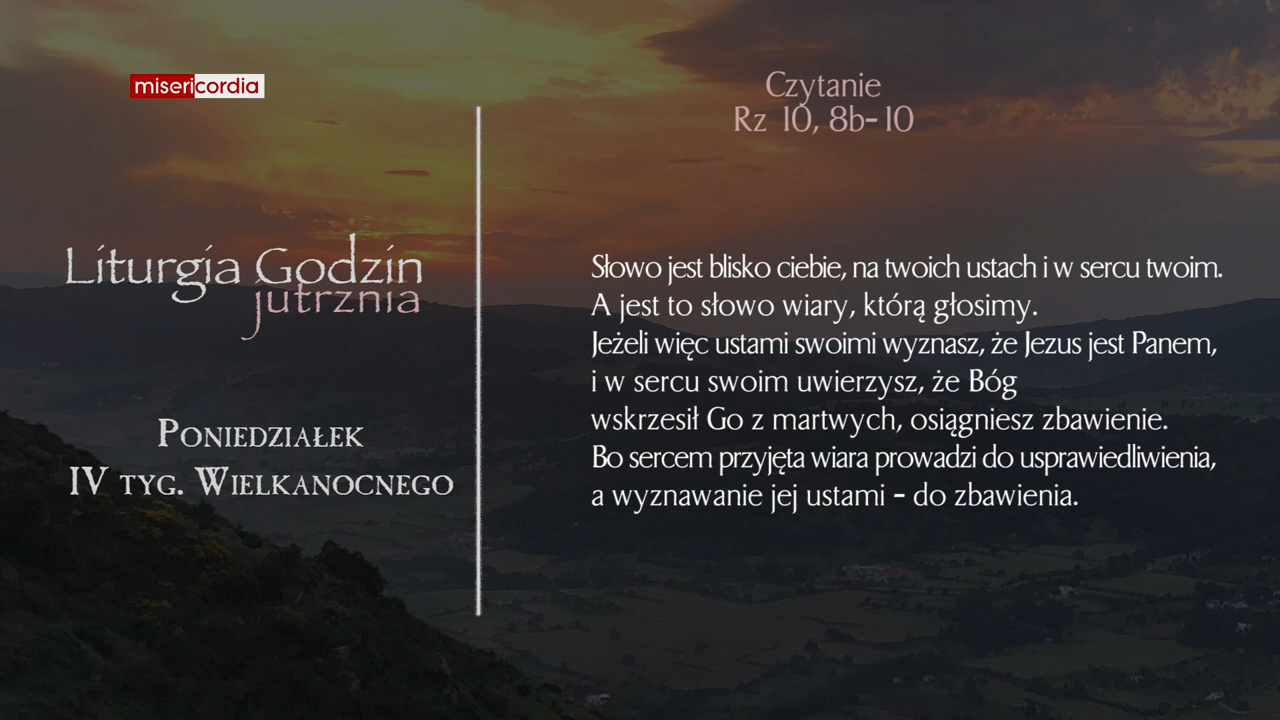 misericordia
Liturgia Godzin
jutrznia
Poniedziałek
IV tyg. Wielkanocnego
Czytanie
Rz 10, 8b-10
Słowo jest blisko ciebie, na twoich ustach i w sercu twoim.
A jest to słowo wiary, którą głosimy.
Jeżeli więc ustami swoimi wyznasz, że Jezus jest Panem,
i w sercu swoim uwierzysz, że Bóg
wskrzesił Go z martwych, osiągniesz zbawienie.
Bo sercem przyjęta wiara prowadzi do usprawiedliwienia,
a wyznawanie jej ustami - do zbawienia.